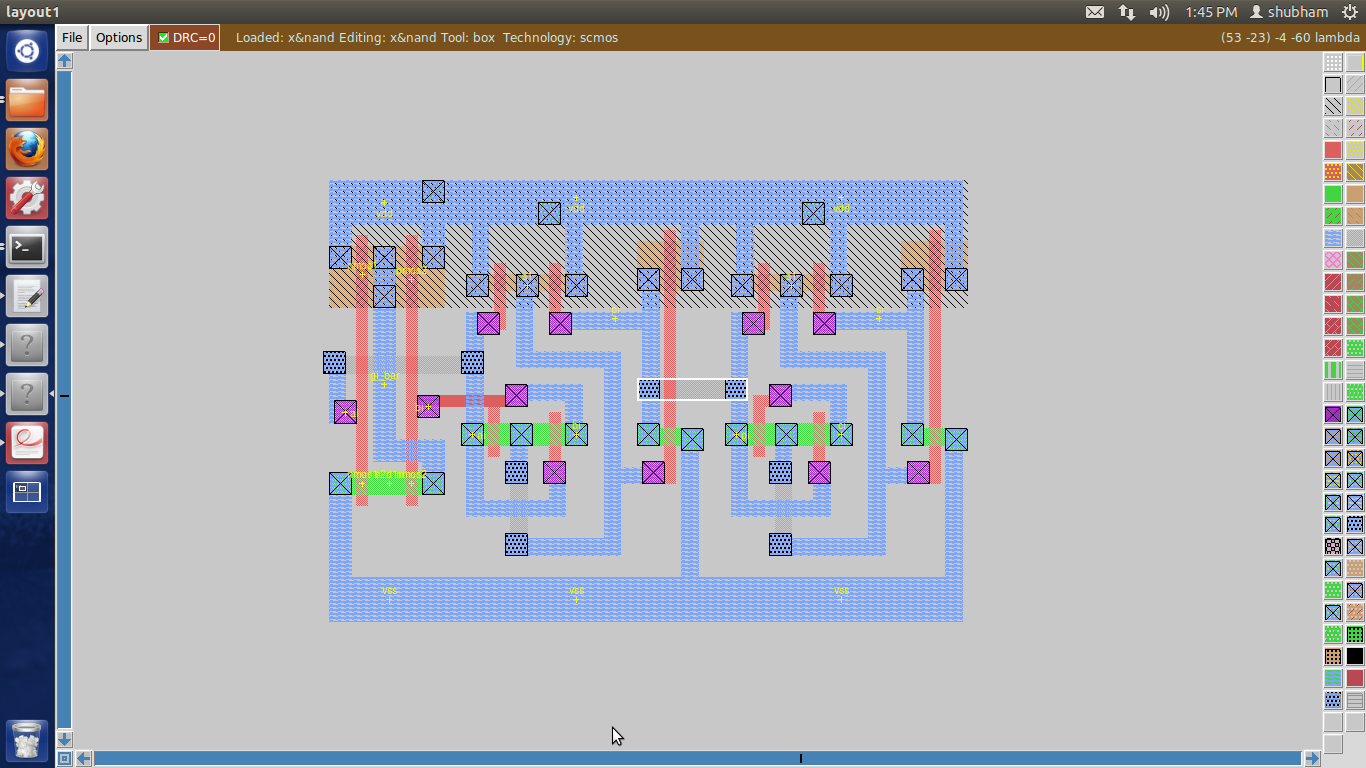 layout1
1:45 PM
shubham
File
Options
DRC=0
Loaded: x&nand Editing: x&nand Tool: box Technology: scmos
(53 -23) -4 -60 lambda
vdd
vdd
vdd
vss
vss
vss